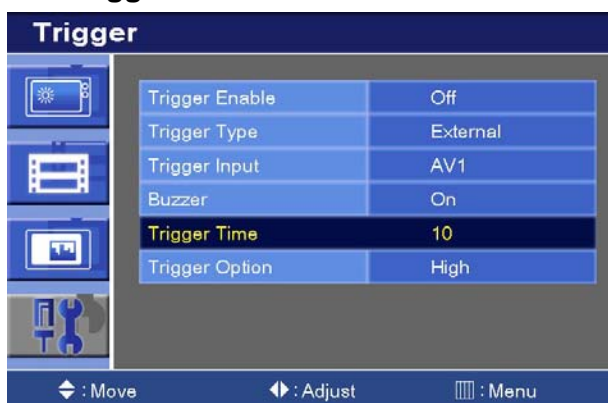 Trigger
Trigger Enable Off
Trigger Type External
Trigger Input AV1
Buzzer On
Trigger Time 10
Trigger Option High
: Move : Adjust : Menu